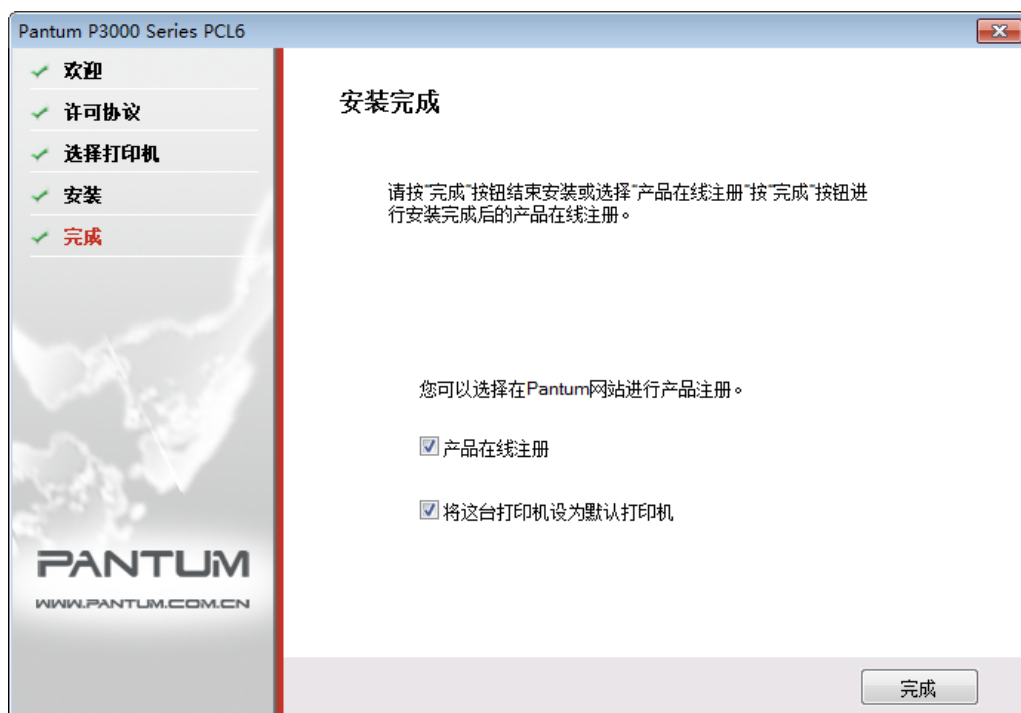 Pantum P3000 Series PCL6
欢迎
许可协议
选择打印机
安装
完成
安装完成
请按"完成"按钮结束安装或选择"产品在线注册"按"完成"按钮进
行安装完成后的产品在线注册。
您可以选择在Pantum网站进行产品注册。
产品在线注册
将这台打印机设为默认打印机
PANTUM
WWW.PANTUM.COM.CN
完成